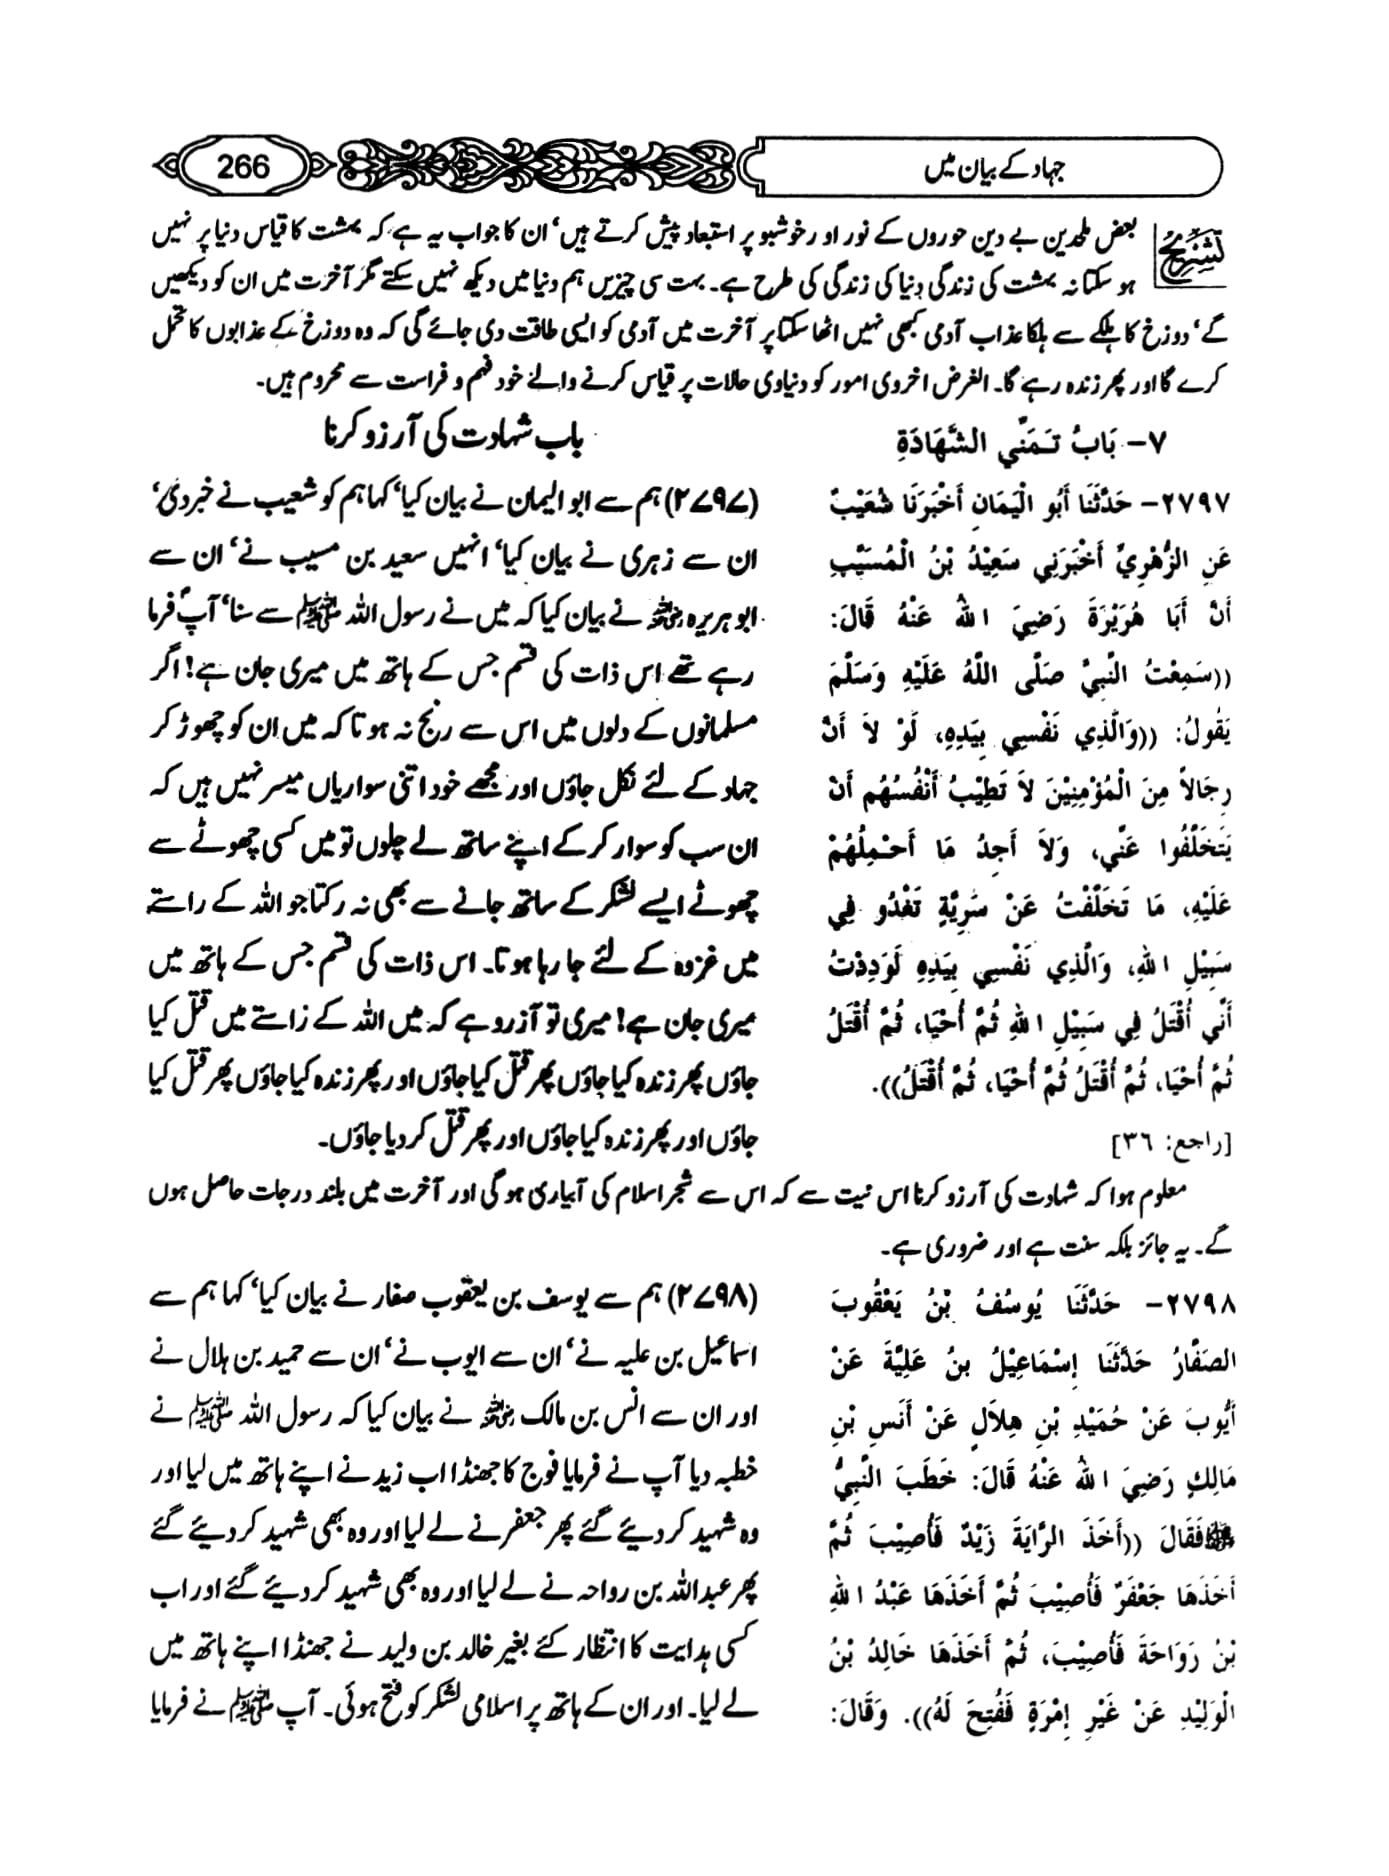 جہاد کے بیان میں
266
تشریح
بعض ملحدین بے دین حوروں کے نور اور خوشبو پر استبعاد پیش کرتے ہیں‘ ان کا جواب یہ ہے کہ بہشت کا قیاس دنیا پر نہیں
ہو سکتا نہ بہشت کی زندگی دنیا کی زندگی کی طرح ہے۔ بہت سی چیزیں ہم دنیا میں دیکھ نہیں سکتے مگر آخرت میں ان کو دیکھیں
گے‘ دوزخ کا ہلکے سے ہلکا عذاب آدمی کبھی نہیں اٹھا سکتا پر آخرت میں آدمی کو ایسی طاقت دی جائے گی کہ وہ دوزخ کے عذابوں کا تحمل
کرے گا اور پھر زندہ رہے گا۔ الغرض اخروی امور کو دنیاوی حالات پر قیاس کرنے والے خود فہم و فراست سے محروم ہیں۔
٧- بَابُ تَمَنِّي الشَّهَادَةِ
٢٧٩٧- حَدَّثَنَا أَبُو الْيَمَانِ أَخْبَرَنَا شُعَيْبٌ
عَنِ الزُّهْرِيِّ أَخْبَرَنِي سَعِيْدُ بْنُ الْمُسَيَّبِ
أَنَّ أَبَا هُرَيْرَةَ رَضِيَ اللهُ عَنْهُ قَالَ:
((سَمِعْتُ النَّبِيَّ صَلَّى اللَّهُ عَلَيْهِ وَسَلَّمَ
يَقُولُ: ((وَالَّذِي نَفْسِي بِيَدِهِ، لَوْ لاَ أَنَّ
رِجَالاً مِنَ الْمُؤْمِنِيْنَ لاَ تَطِيْبُ أَنْفُسُهُم أَنْ
يَتَخَلَّفُوا عَنِّي، وَلاَ أَجِدُ مَا أَحْمِلُهُمْ
عَلَيْهِ، مَا تَخَلَّفْتُ عَنْ سَرِيَّةٍ تَغْدُو فِي
سَبِيْلِ اللهِ، وَالَّذِي نَفْسِي بِيَدِهِ لَوَدِدْتُ
أَنِّي أُقْتَلُ فِي سَبِيْلِ اللهِ ثُمَّ أُحْيَا، ثُمَّ أُقْتَلُ
ثُمَّ أُحْيَا، ثُمَّ أُقْتَلُ ثُمَّ أُحْيَا، ثُمَّ أُقْتَلُ)).
[راجع: ٣٦]
باب شہادت کی آرزو کرنا
(۲۷۹۷) ہم سے ابوالیمان نے بیان کیا‘ کہا ہم کو شعیب نے خبر دی‘
ان سے زہری نے بیان کیا‘ انہیں سعید بن مسیب نے‘ ان سے
ابو ہریرہ رضی اللہ عنہ نے بیان کیا کہ میں نے رسول اللہ صلی اللہ علیہ وسلم سے سنا‘ آپؐ فرما
رہے تھے اس ذات کی قسم جس کے ہاتھ میں میری جان ہے! اگر
مسلمانوں کے دلوں میں اس سے رنج نہ ہوتا کہ میں ان کو چھوڑ کر
جہاد کے لئے نکل جاؤں اور مجھے خود اتنی سواریاں میسر نہیں ہیں کہ
ان سب کو سوار کر کے اپنے ساتھ لے چلوں تو میں کسی چھوٹے سے
چھوٹے ایسے لشکر کے ساتھ جانے سے بھی نہ رکتا جو اللہ کے راستے
میں غزوہ کے لئے جا رہا ہوتا۔ اس ذات کی قسم جس کے ہاتھ میں
میری جان ہے! میری تو آرزو ہے کہ میں اللہ کے راستے میں قتل کیا
جاؤں پھر زندہ کیا جاؤں پھر قتل کیا جاؤں اور پھر زندہ کیا جاؤں پھر قتل کیا
جاؤں اور پھر زندہ کیا جاؤں اور پھر قتل کر دیا جاؤں۔
معلوم ہوا کہ شہادت کی آرزو کرنا اس نیت سے کہ اس سے شجر اسلام کی آبیاری ہوگی اور آخرت میں بلند درجات حاصل ہوں
گے۔ یہ جائز بلکہ سنت ہے اور ضروری ہے۔
٢٧٩٨- حَدَّثَنَا يُوسُفُ بْنُ يَعْقُوبَ
الصَفَّارُ حَدَّثَنَا إِسْمَاعِيْلُ بنُ عُلَيَّةَ عَنْ
أَيُّوبَ عَنْ حُمَيْدِ بْنِ هِلاَلٍ عَنْ أَنَسِ بْنِ
مَالِكٍ رَضِيَ اللهُ عَنْهُ قَالَ: خَطَبَ النَّبِيُّ
ﷺ فَقَالَ ((أَخَذَ الرَّايَةَ زَيْدٌ فَأُصِيْبَ ثُمَّ
أَخَذَهَا جَعْفَرٌ فَأُصِيْبَ ثُمَّ أَخَذَهَا عَبْدُ اللهِ
بْنُ رَوَاحَةَ فَأُصِيْبَ، ثُمَّ أَخَذَهَا خَالِدُ بْنُ
الْوَلِيْدِ عَنْ غَيْرِ إِمْرَةٍ فَفُتِحَ لَهُ)). وَقَالَ:
(۲۷۹۸) ہم سے یوسف بن یعقوب صفار نے بیان کیا‘ کہا ہم سے
اسماعیل بن علیہ نے‘ ان سے ایوب نے‘ ان سے حمید بن ہلال نے
اور ان سے انس بن مالک رضی اللہ عنہ نے بیان کیا کہ رسول اللہ صلی اللہ علیہ وسلم نے
خطبہ دیا آپ نے فرمایا فوج کا جھنڈا اب زید نے اپنے ہاتھ میں لیا اور
وہ شہید کر دیئے گئے پھر جعفر نے لے لیا اور وہ بھی شہید کر دیئے گئے
پھر عبداللہ بن رواحہ نے لے لیا اور وہ بھی شہید کر دیئے گئے اور اب
کسی ہدایت کا انتظار کئے بغیر خالد بن ولید نے جھنڈا اپنے ہاتھ میں
لے لیا۔ اور ان کے ہاتھ پر اسلامی لشکر کو فتح ہوئی۔ آپ صلی اللہ علیہ وسلم نے فرمایا